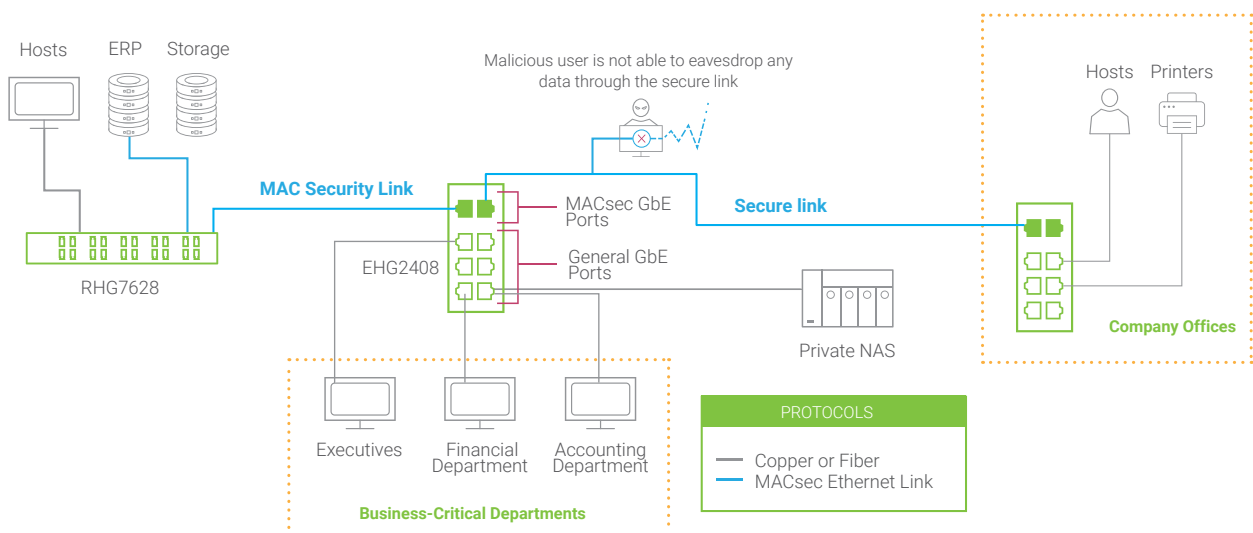 Hosts
ERP
Storage
Malicious user is not able to eavesdrop any
data through the secure link
Hosts
Printers
MAC Security Link
MACsec GbE
Ports
Secure link
General GbE
Ports
EHG2408
RHG7628
Company Offices
Private NAS
Executives
Financial
Department
Accounting
Department
Business-Critical Departments
PROTOCOLS
Copper or Fiber
MACsec Ethernet Link